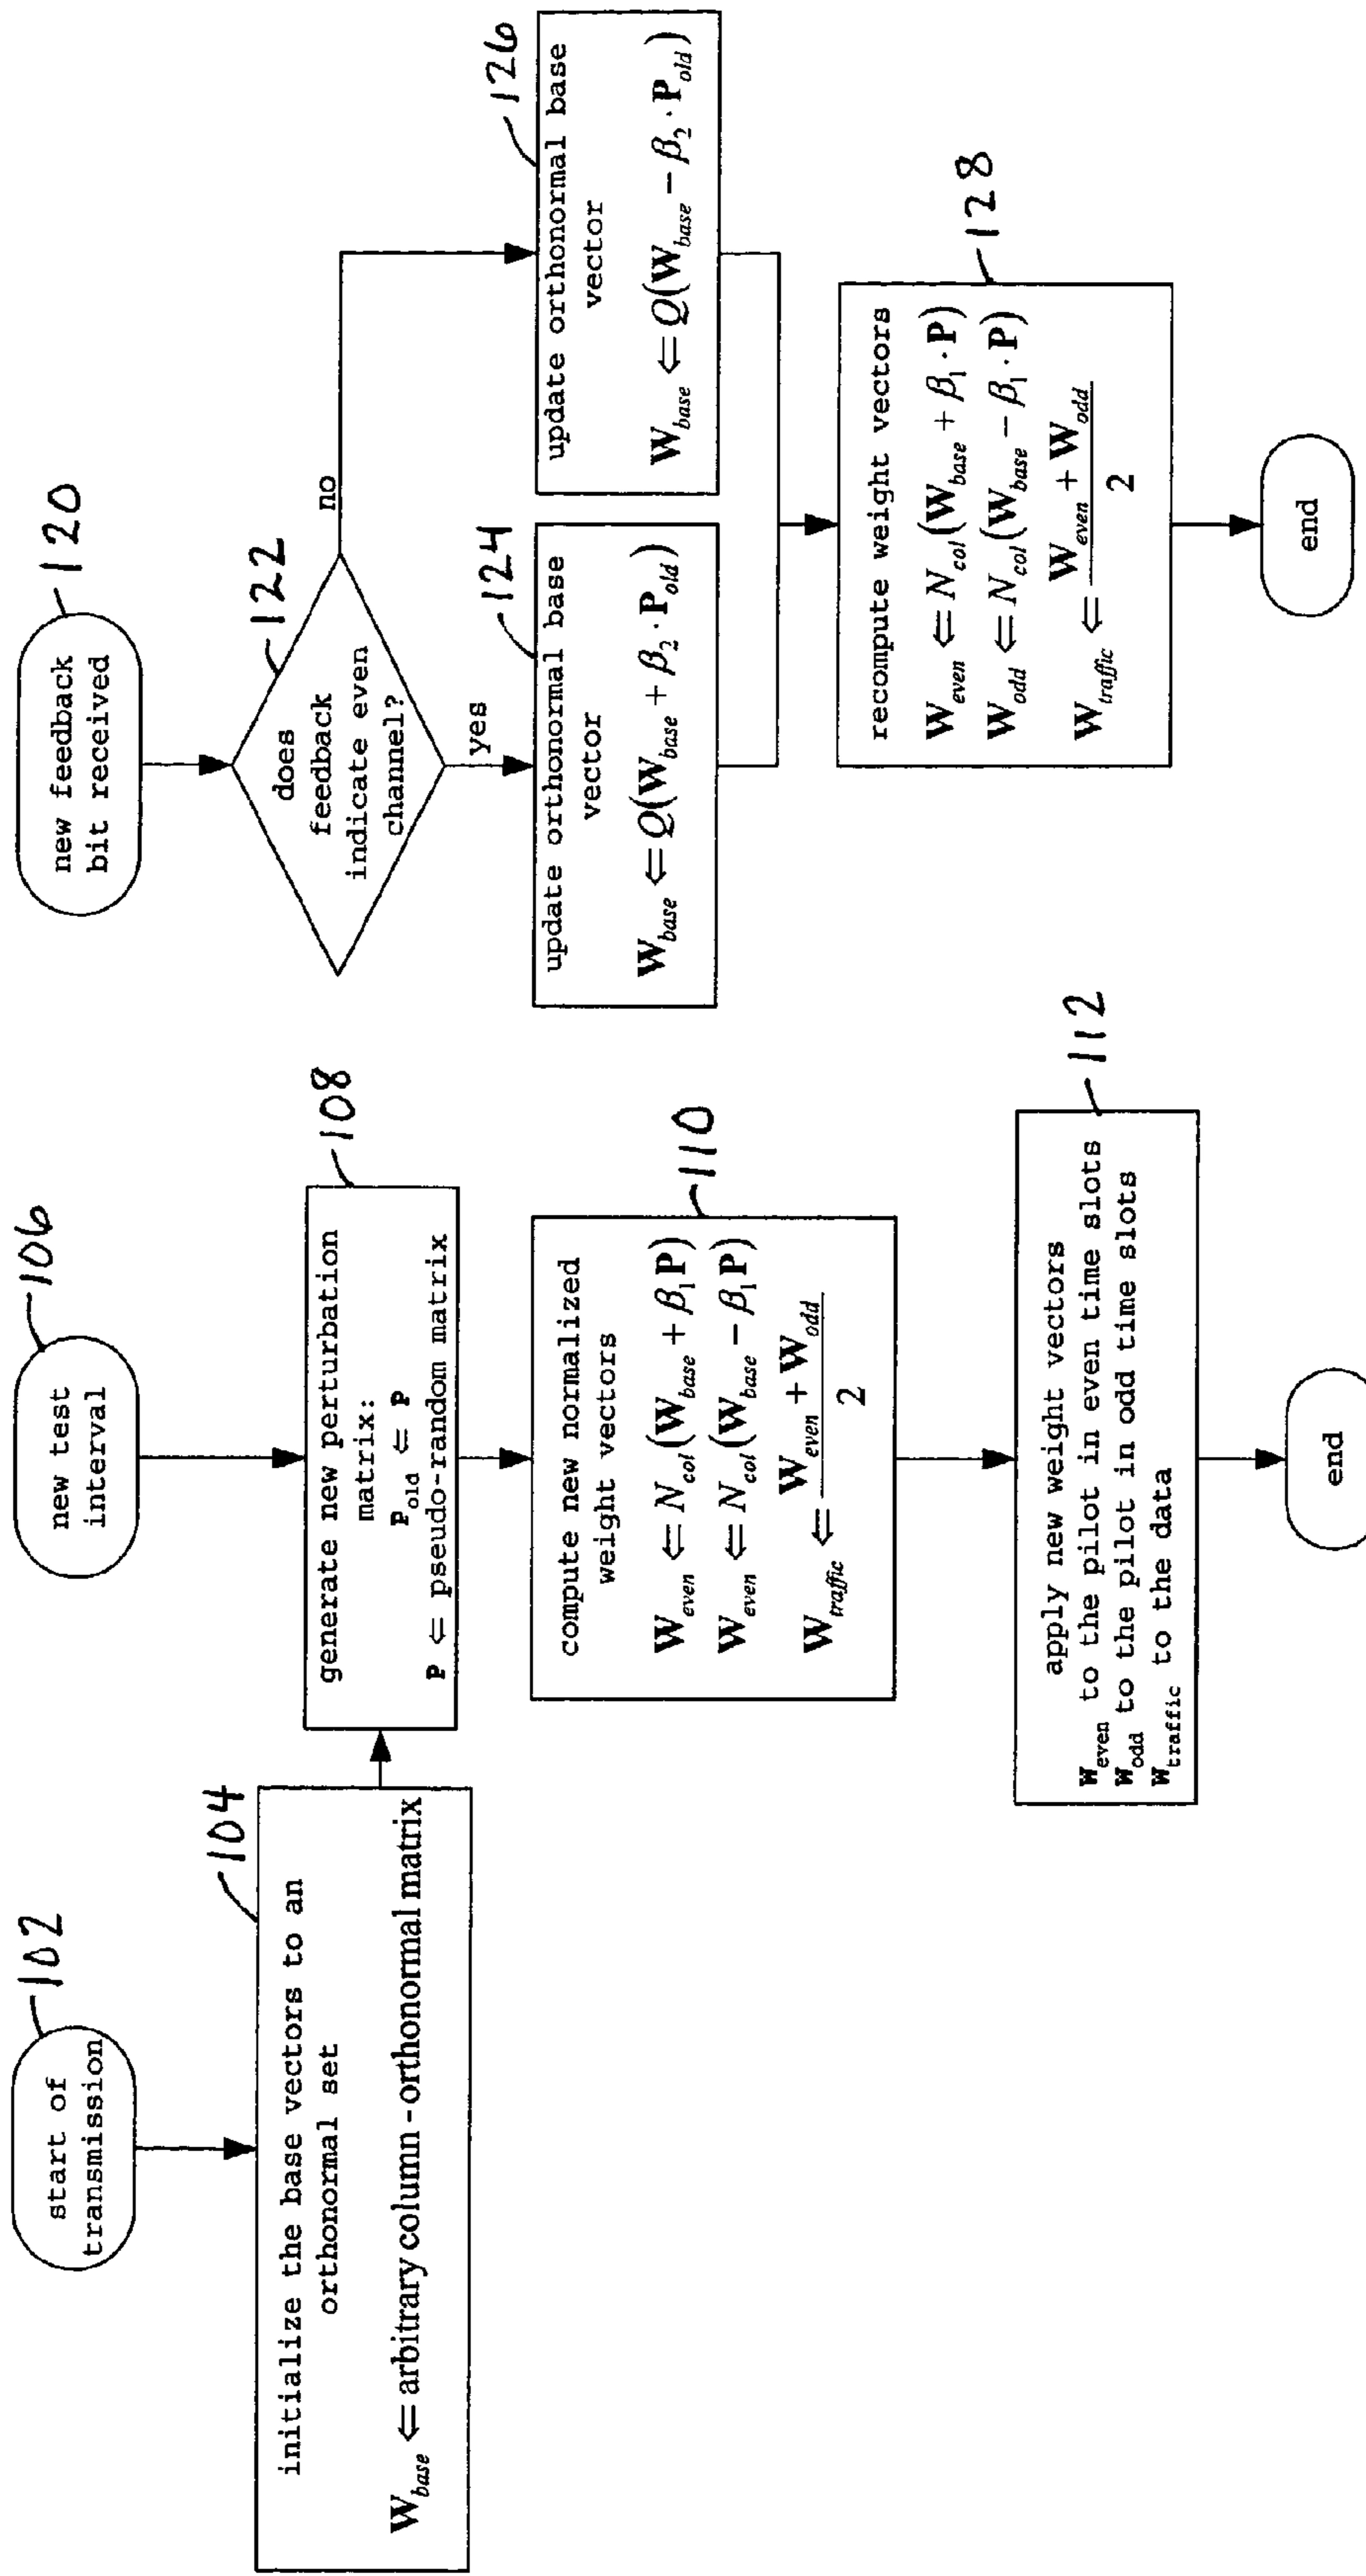 102
start of
transmission
104
initialize the base vectors to an
orthonormal set
W_base ⇐ arbitrary column - orthonormal matrix
106
new test
interval
108
generate new perturbation
matrix:
P_old ⇐ P
P ⇐ pseudo-random matrix
110
compute new normalized
weight vectors
W_even ⇐ N_col(W_base + β₁P)
W_even ⇐ N_col(W_base − β₁P)
W_traffic ⇐ (W_even + W_odd) / 2
112
apply new weight vectors
W_even to the pilot in even time slots
W_odd to the pilot in odd time slots
W_traffic to the data
end
120
new feedback
bit received
122
does
feedback
indicate even
channel?
yes
no
124
update orthonormal base
vector
W_base ⇐ Q(W_base + β₂ · P_old)
126
update orthonormal base
vector
W_base ⇐ Q(W_base − β₂ · P_old)
128
recompute weight vectors
W_even ⇐ N_col(W_base + β₁ · P)
W_odd ⇐ N_col(W_base − β₁ · P)
W_traffic ⇐ (W_even + W_odd) / 2
end